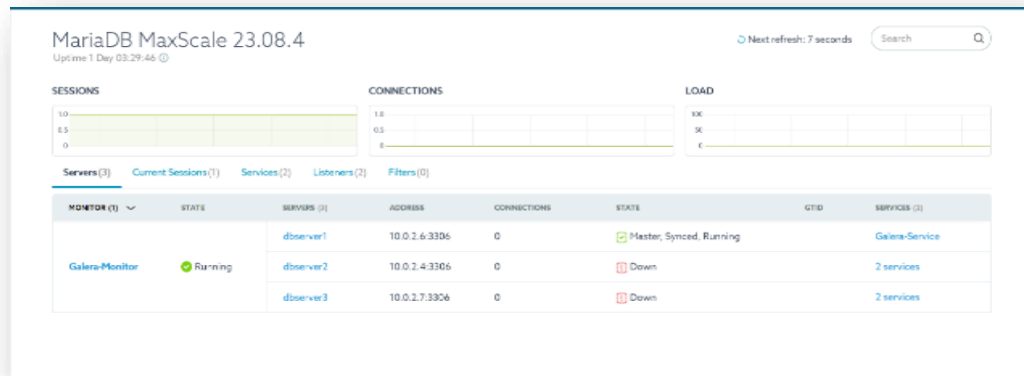 MariaDB MaxScale 23.08.4
Uptime 1 Day 03:29:46
Next refresh: 7 seconds
Search
SESSIONS
1.0
0.5
0
CONNECTIONS
1.0
0.5
0
LOAD
100
50
0
Servers (3) Current Sessions (1) Services (2) Listeners (2) Filters (0)
MONITOR (1) STATE SERVERS (3) ADDRESS CONNECTIONS STATE GTID SERVICES (2)
dbserver1 10.0.2.6:3306 0 Master, Synced, Running Galera-Service
Galera-Monitor Running dbserver2 10.0.2.4:3306 0 Down 2 services
dbserver3 10.0.2.7:3306 0 Down 2 services